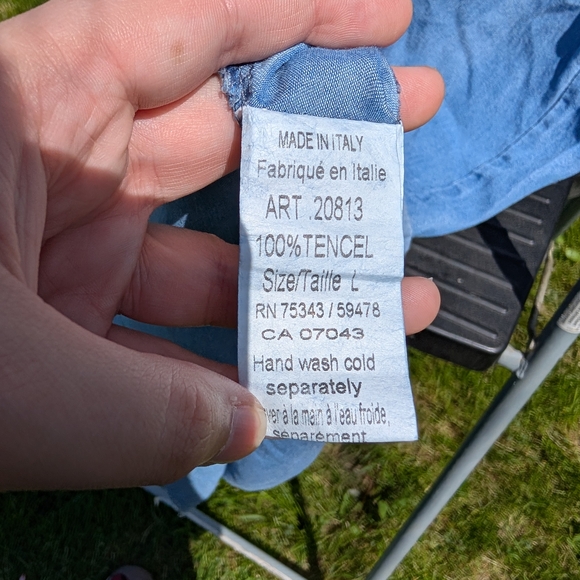 MADE IN ITALY
Fabriqué en Italie
ART .20813
100%TENCEL
Size/Taille L
RN 75343 / 59478
CA 07043
Hand wash cold
separately
ver à la main à l'eau froide,
séparément